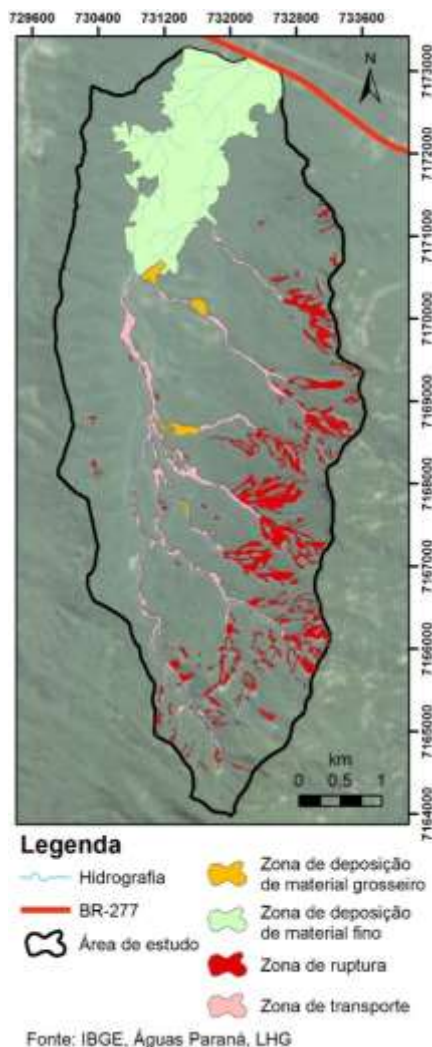 729600 730400 731200 732000 732800 733600
N
7173000
7172000
7171000
7170000
7169000
7168000
7167000
7166000
7165000
7164000
km
0 0.5 1
Legenda
Hidrografia
BR-277
Área de estudo
Zona de deposição
de material grosseiro
Zona de deposição
de material fino
Zona de ruptura
Zona de transporte
Fonte: IBGE, Águas Paraná, LHG